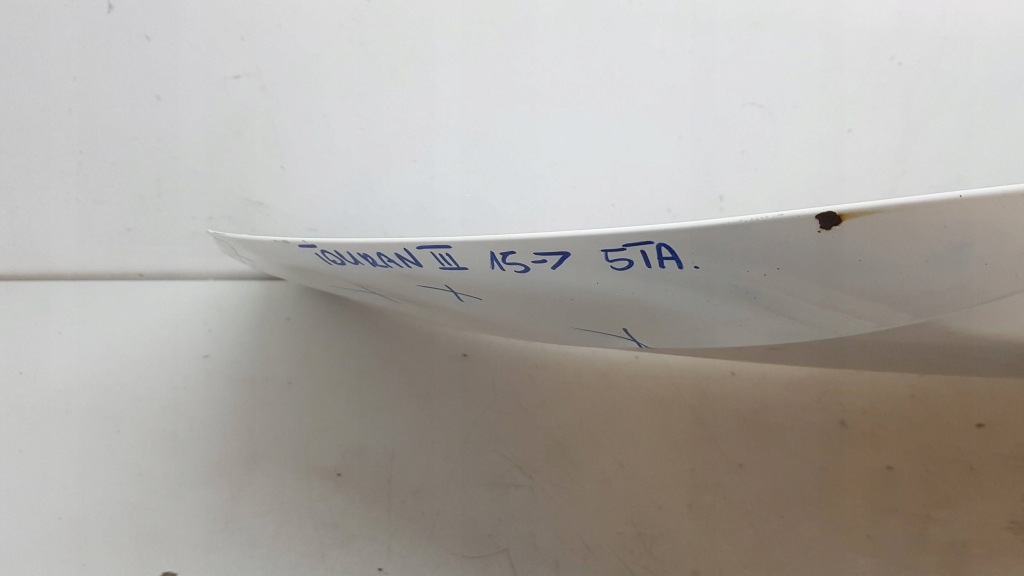 TOURAN III 15-> 5TA.